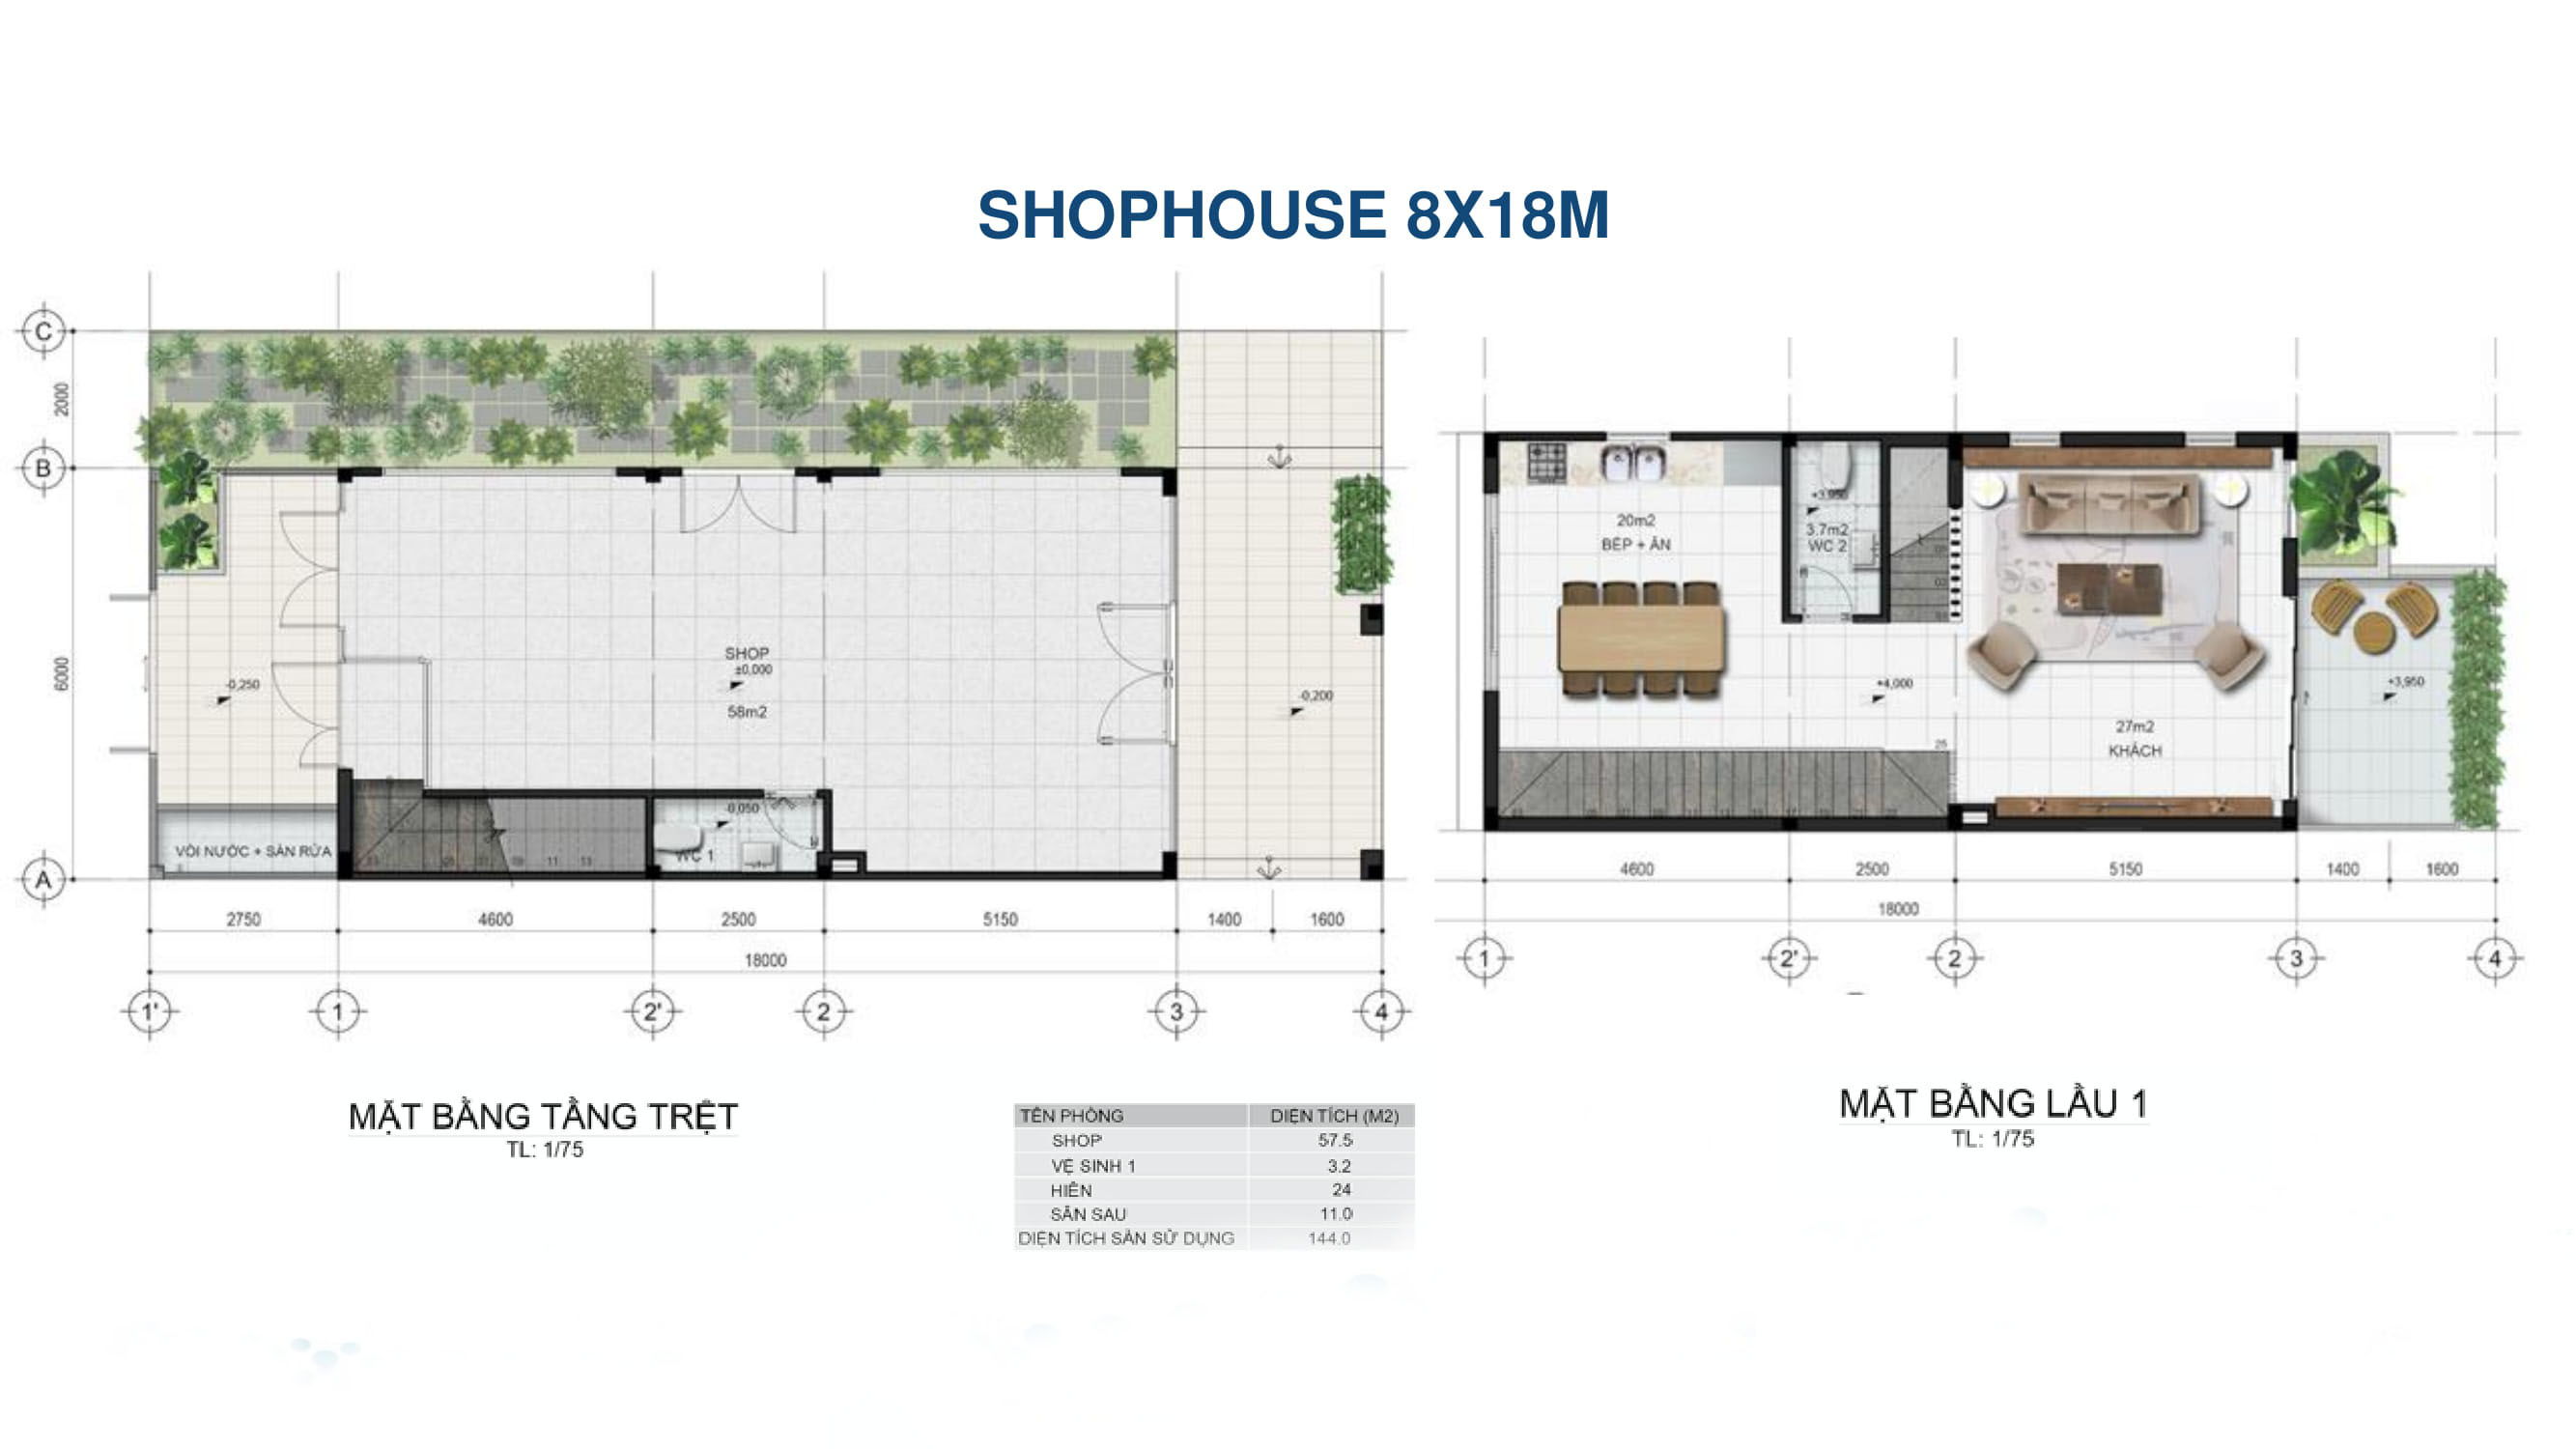 SHOPHOUSE 8X18M
C
2000
B
6000
A
SHOP
±0,000
58m2
-0,250
-0,200
-0,050
WC 1
VÒI NƯỚC + SÀN RỬA
11
13
2750
4600
2500
5150
1400
1600
18000
1'
1
2'
2
3
4
MẶT BẰNG TẦNG TRỆT
TL: 1/75
TÊN PHÒNG DIỆN TÍCH (M2)
SHOP 57.5
VỆ SINH 1 3.2
HIÊN 24
SÂN SAU 11.0
DIỆN TÍCH SÀN SỬ DỤNG 144.0
20m2
BẾP + ĂN
+3,950
3.7m2
WC 2
+4,000
27m2
KHÁCH
+3,950
25
4600
2500
5150
1400
1600
18000
1
2'
2
3
4
MẶT BẰNG LẦU 1
TL: 1/75